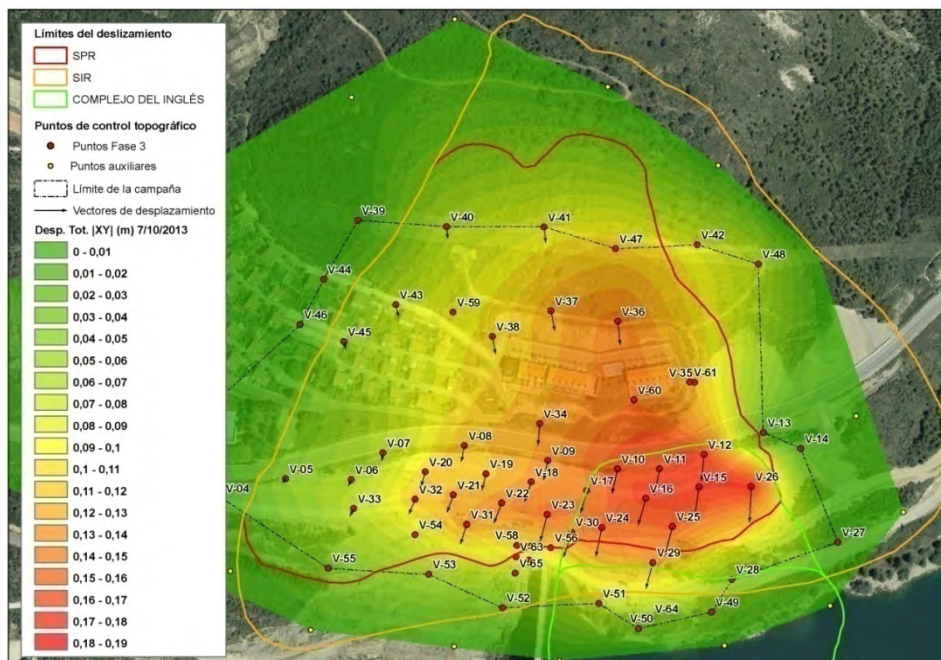 Límites del deslizamiento
SPR
SIR
COMPLEJO DEL INGLÉS
Puntos de control topográfico
Puntos Fase 3
Puntos auxiliares
Límite de la campaña
Vectores de desplazamiento
Desp. Tot. |XY| (m) 7/10/2013
0 - 0,01
0,01 - 0,02
0,02 - 0,03
0,03 - 0,04
0,04 - 0,05
0,05 - 0,06
0,06 - 0,07
0,07 - 0,08
0,08 - 0,09
0,09 - 0,1
0,1 - 0,11
0,11 - 0,12
0,12 - 0,13
0,13 - 0,14
0,14 - 0,15
0,15 - 0,16
0,16 - 0,17
0,17 - 0,18
0,18 - 0,19
V-39
V-40
V-41
V-47
V-42
V-48
V-44
V-43
V-59
V-37
V-36
V-46
V-45
V-38
V-35
V-61
V-60
V-34
V-13
V-14
V-07
V-08
V-12
V-05
V-06
V-20
V-19
V-18
V-09
V-10
V-11
V-04
V-33
V-32
V-21
V-22
V-17
V-16
V-15
V-26
V-54
V-31
V-23
V-30
V-24
V-25
V-27
V-58
V-63
V-56
V-55
V-53
V-65
V-29
V-28
V-52
V-51
V-64
V-49
V-50